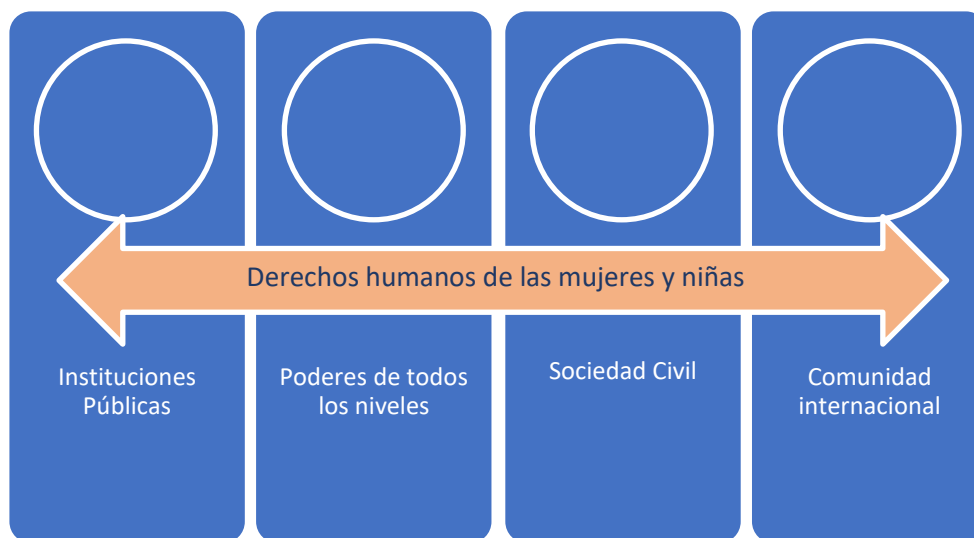 Derechos humanos de las mujeres y niñas
Instituciones
Públicas
Poderes de todos
los niveles
Sociedad Civil
Comunidad
internacional